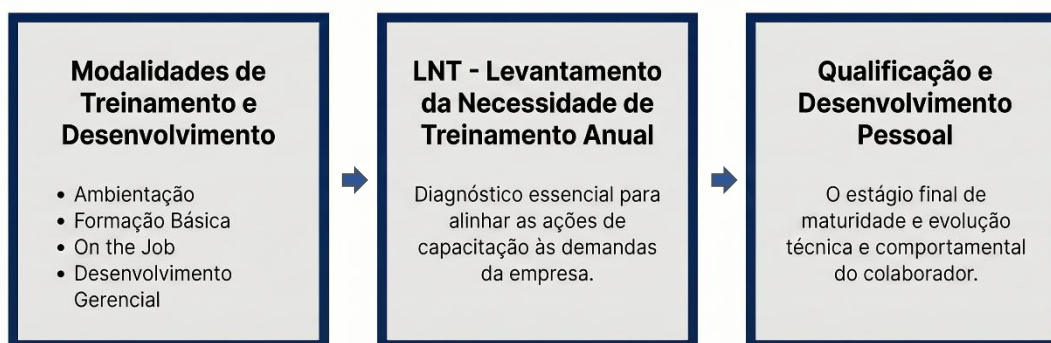 Modalidades de
Treinamento e
Desenvolvimento
• Ambientação
• Formação Básica
• On the Job
• Desenvolvimento
Gerencial
LNT - Levantamento
da Necessidade de
Treinamento Anual
Diagnóstico essencial para
alinhar as ações de
capacitação às demandas
da empresa.
Qualificação e
Desenvolvimento
Pessoal
O estágio final de
maturidade e evolução
técnica e comportamental
do colaborador.